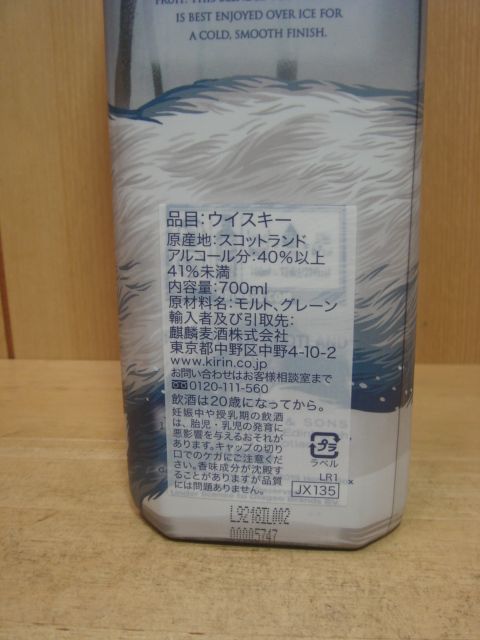 IS BEST ENJOYED OVER ICE FOR
A COLD, SMOOTH FINISH.
品目:ウイスキー
原産地:スコットランド
アルコール分:40%以上
41%未満
内容量:700ml
原材料名:モルト、グレーン
輸入者及び引取先:
麒麟麦酒株式会社
東京都中野区中野4-10-2
www.kirin.co.jp
お問い合わせはお客様相談室まで
0120-111-560
飲酒は20歳になってから。
妊娠中や授乳期の飲酒
は、胎児・乳児の発育に
悪影響を与えるおそれが
あります。キャップの切り
口でのケガにご注意くだ
さい。香味成分が沈殿す
ることがありますが品質
には問題ありません。
プラ
ラベル
LR1
JX135
& SONS
L9218IL002
00005747